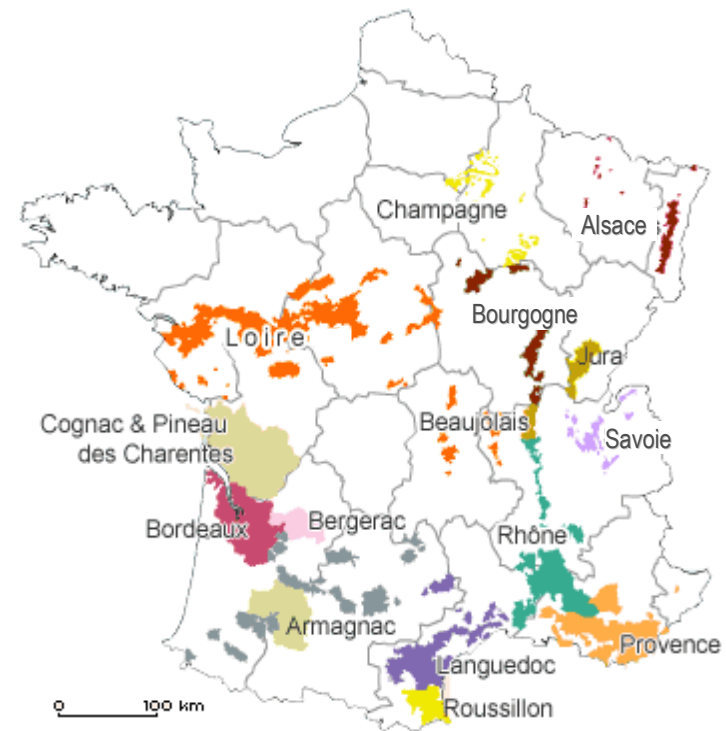 Champagne
Alsace
Bourgogne
Loire
Jura
Cognac & Pineau
des Charentes
Beaujolais
Savoie
Bordeaux
Bergerac
Rhône
Armagnac
Provence
Languedoc
Roussillon
0 100 km